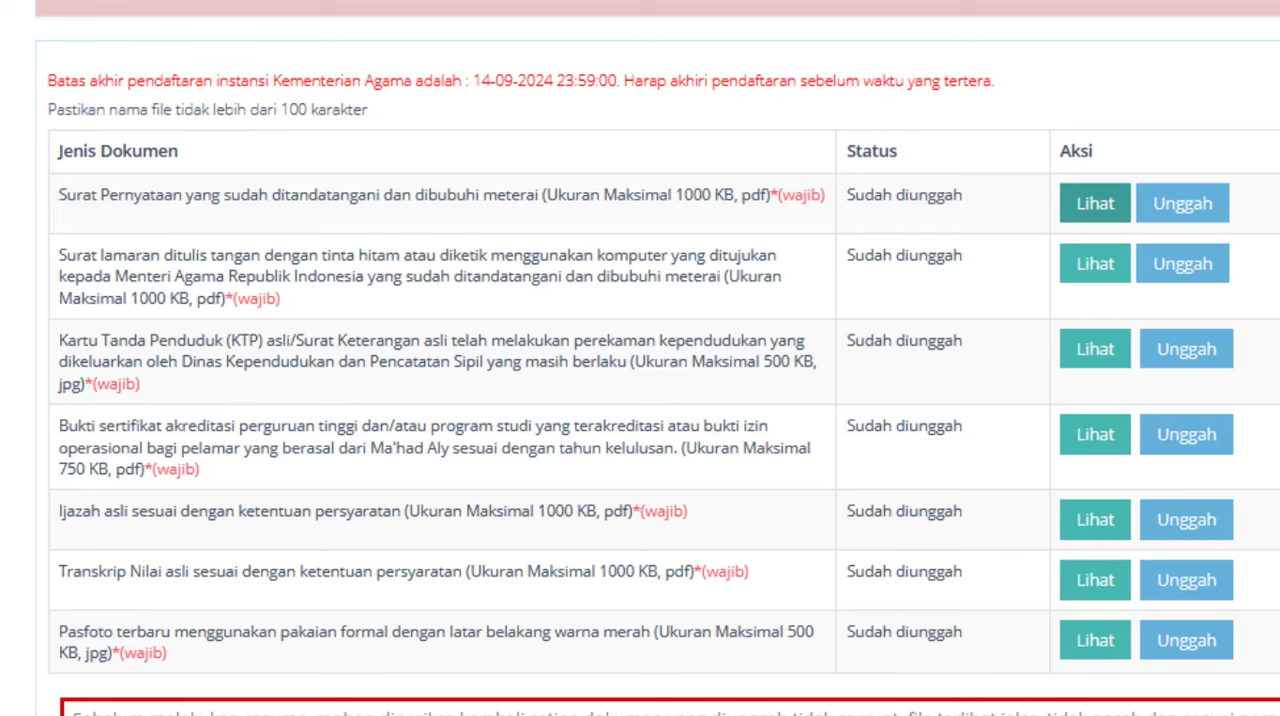 Batas akhir pendaftaran instansi Kementerian Agama adalah : 14-09-2024 23:59:00. Harap akhiri pendaftaran sebelum waktu yang tertera.
Pastikan nama file tidak lebih dari 100 karakter
Jenis Dokumen Status Aksi
Surat Pernyataan yang sudah ditandatangani dan dibubuhi meterai (Ukuran Maksimal 1000 KB, pdf)*(wajib) Sudah diunggah Lihat Unggah
Surat lamaran ditulis tangan dengan tinta hitam atau diketik menggunakan komputer yang ditujukan Sudah diunggah Lihat Unggah
kepada Menteri Agama Republik Indonesia yang sudah ditandatangani dan dibubuhi meterai (Ukuran
Maksimal 1000 KB, pdf)*(wajib)
Kartu Tanda Penduduk (KTP) asli/Surat Keterangan asli telah melakukan perekaman kependudukan yang Sudah diunggah Lihat Unggah
dikeluarkan oleh Dinas Kependudukan dan Pencatatan Sipil yang masih berlaku (Ukuran Maksimal 500 KB,
jpg)*(wajib)
Bukti sertifikat akreditasi perguruan tinggi dan/atau program studi yang terakreditasi atau bukti izin Sudah diunggah Lihat Unggah
operasional bagi pelamar yang berasal dari Ma'had Aly sesuai dengan tahun kelulusan. (Ukuran Maksimal
750 KB, pdf)*(wajib)
Ijazah asli sesuai dengan ketentuan persyaratan (Ukuran Maksimal 1000 KB, pdf)*(wajib) Sudah diunggah Lihat Unggah
Transkrip Nilai asli sesuai dengan ketentuan persyaratan (Ukuran Maksimal 1000 KB, pdf)*(wajib) Sudah diunggah Lihat Unggah
Pasfoto terbaru menggunakan pakaian formal dengan latar belakang warna merah (Ukuran Maksimal 500 Sudah diunggah Lihat Unggah
KB, jpg)*(wajib)